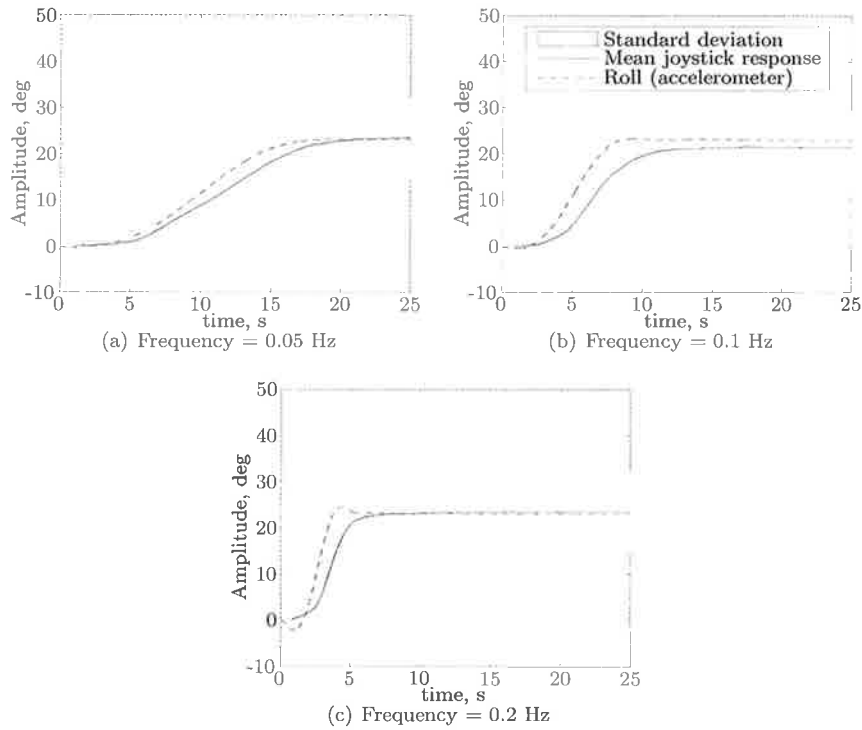 50
40
30
20
10
0
-10
Amplitude, deg
0 5 10 15 20 25
time, s
(a) Frequency = 0.05 Hz
50
40
30
20
10
0
-10
Amplitude, deg
Standard deviation
Mean joystick response
Roll (accelerometer)
0 5 10 15 20 25
time, s
(b) Frequency = 0.1 Hz
50
40
30
20
10
0
-10
Amplitude, deg
0 5 10 15 20 25
time, s
(c) Frequency = 0.2 Hz